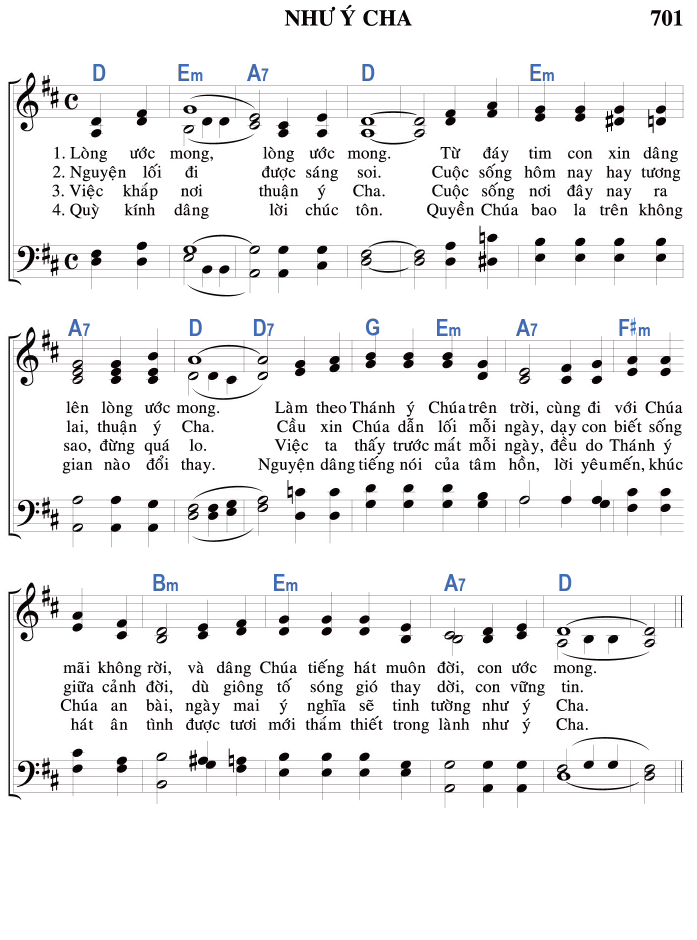 NHƯ Ý CHA 701
D Em A7 D Em
1. Lòng ước mong, lòng ước mong. Từ đáy tim con xin dâng
2. Nguyện lối đi được sáng soi. Cuộc sống hôm nay hay tương
3. Việc khắp nơi thuận ý Cha. Cuộc sống nơi đây nay ra
4. Quỳ kính dâng lời chúc tôn. Quyền Chúa bao la trên không
A7 D D7 G Em A7 F#m
lên lòng ước mong. Làm theo Thánh ý Chúa trên trời, cùng đi với Chúa
lai, thuận ý Cha. Cầu xin Chúa dẫn lối mỗi ngày, dạy con biết sống
sao, đừng quá lo. Việc ta thấy trước mắt mỗi ngày, đều do Thánh ý
gian nào đổi thay. Nguyện dâng tiếng nói của tâm hồn, lời yêu mến, khúc
Bm Em A7 D
mãi không rời, và dâng Chúa tiếng hát muôn đời, con ước mong.
giữa cảnh đời, dù giông tố sóng gió thay dời, con vững tin.
Chúa an bài, ngày mai ý nghĩa sẽ tinh tường như ý Cha.
hát ân tình được tươi mới thắm thiết trong lành như ý Cha.